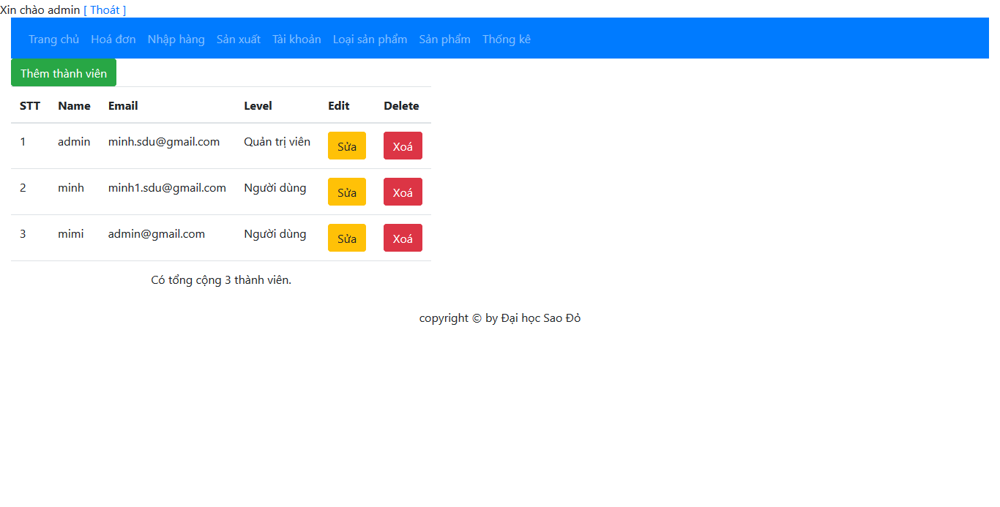 Xin chào admin [ Thoát ]
Trang chủ Hoá đơn Nhập hàng Sản xuất Tài khoản Loại sản phẩm Sản phẩm Thống kê
Thêm thành viên
STT Name Email Level Edit Delete
1 admin minh.sdu@gmail.com Quản trị viên Sửa Xoá
2 minh minh1.sdu@gmail.com Người dùng Sửa Xoá
3 mimi admin@gmail.com Người dùng Sửa Xoá
Có tổng cộng 3 thành viên.
copyright © by Đại học Sao Đỏ